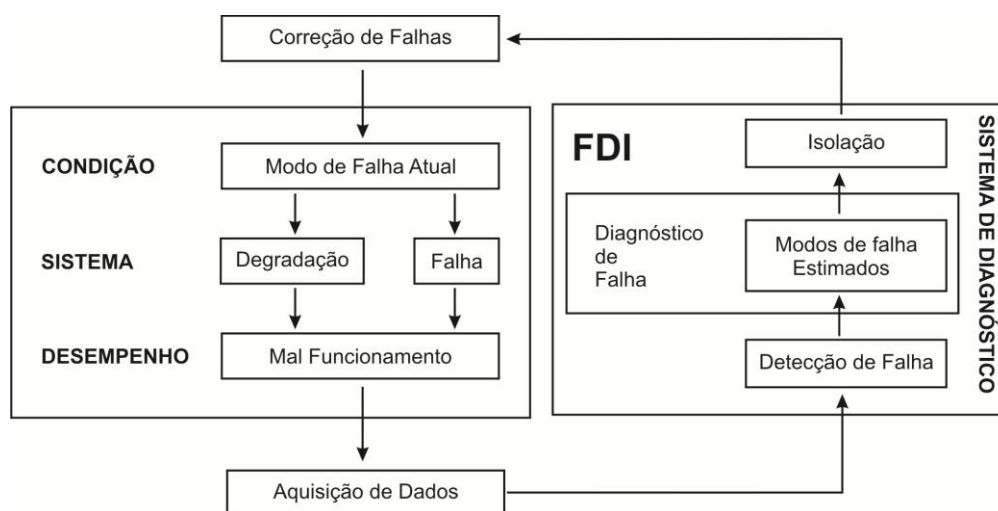 Correção de Falhas
CONDIÇÃO
Modo de Falha Atual
SISTEMA
Degradação
Falha
DESEMPENHO
Mal Funcionamento
Aquisição de Dados
FDI
Isolação
Diagnóstico
de
Falha
Modos de falha
Estimados
Detecção de Falha
SISTEMA DE DIAGNÓSTICO